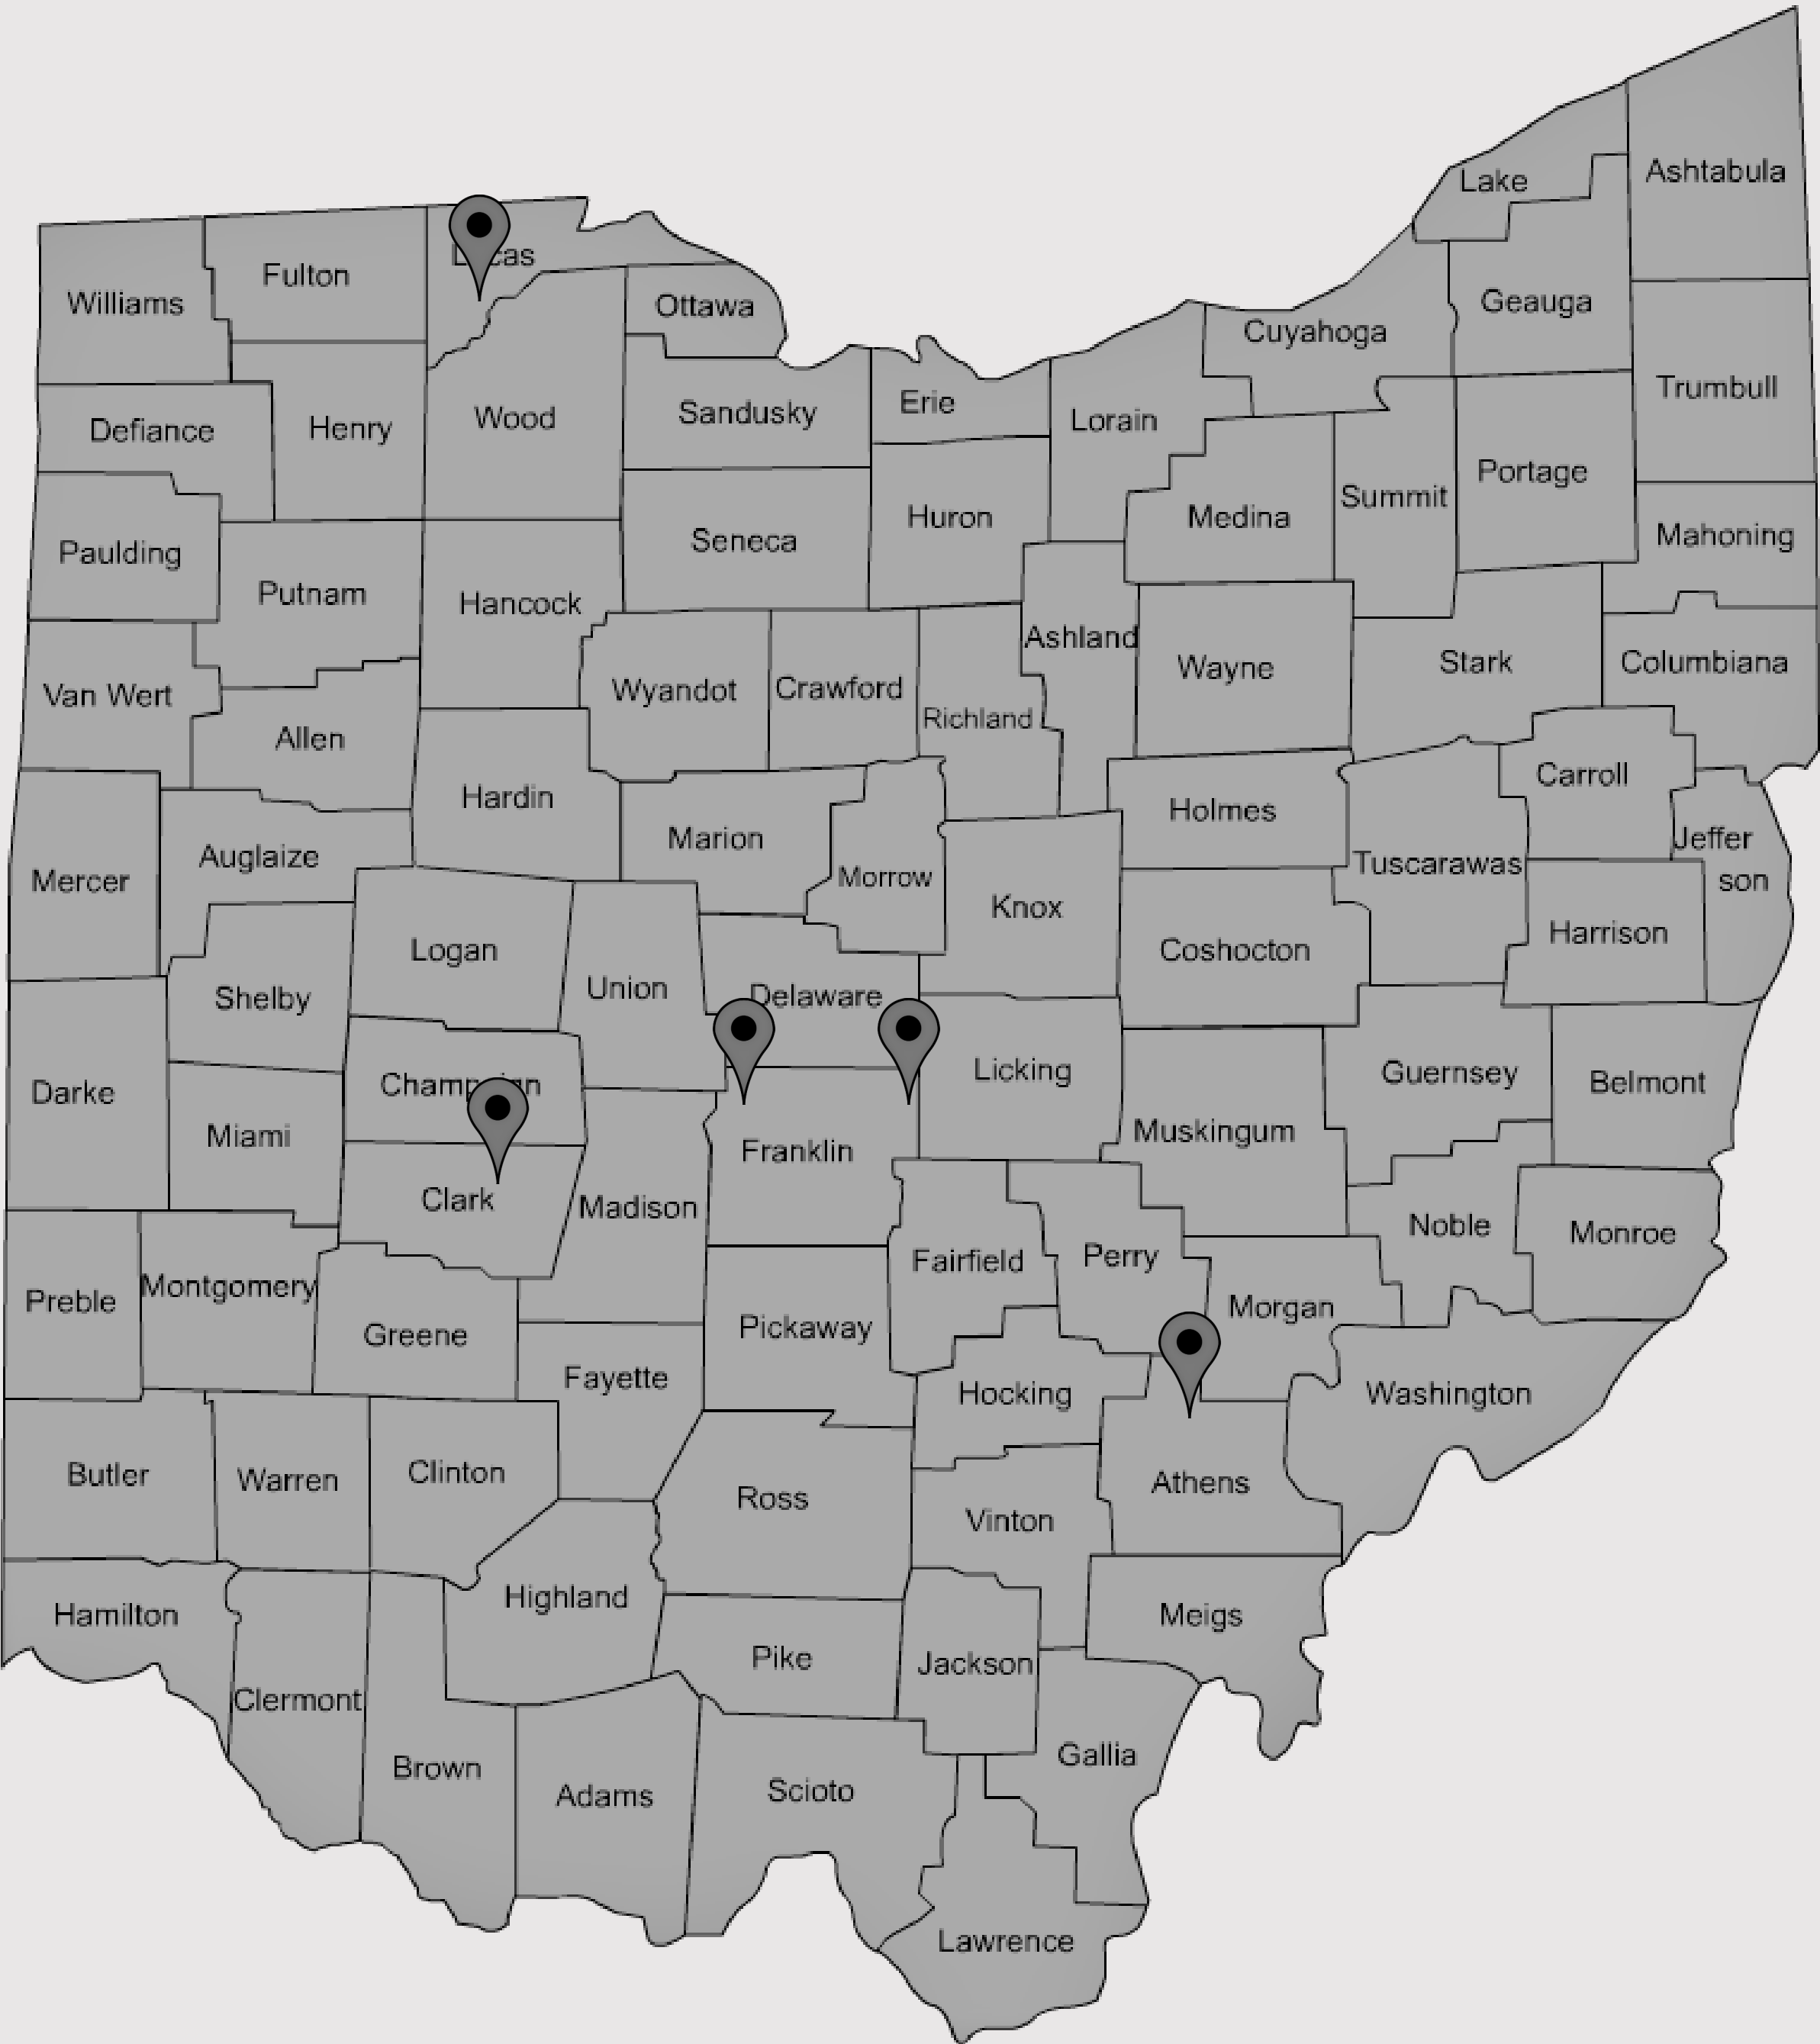 Ashtabula
Lake
Lucas
Fulton
Williams
Ottawa
Geauga
Cuyahoga
Trumbull
Erie
Sandusky
Wood
Lorain
Henry
Defiance
Portage
Summit
Medina
Huron
Mahoning
Seneca
Paulding
Putnam
Hancock
Ashland
Wayne
Stark
Columbiana
Van Wert
Wyandot
Crawford
Richland
Allen
Carroll
Hardin
Holmes
Marion
Jeffer
son
Auglaize
Tuscarawas
Mercer
Morrow
Knox
Harrison
Logan
Coshocton
Union
Delaware
Shelby
Licking
Guernsey
Belmont
Champaign
Darke
Miami
Muskingum
Franklin
Clark
Madison
Noble
Monroe
Fairfield
Perry
Montgomery
Preble
Morgan
Pickaway
Greene
Fayette
Hocking
Washington
Butler
Warren
Clinton
Athens
Ross
Vinton
Highland
Hamilton
Meigs
Pike
Jackson
Clermont
Gallia
Brown
Adams
Scioto
Lawrence